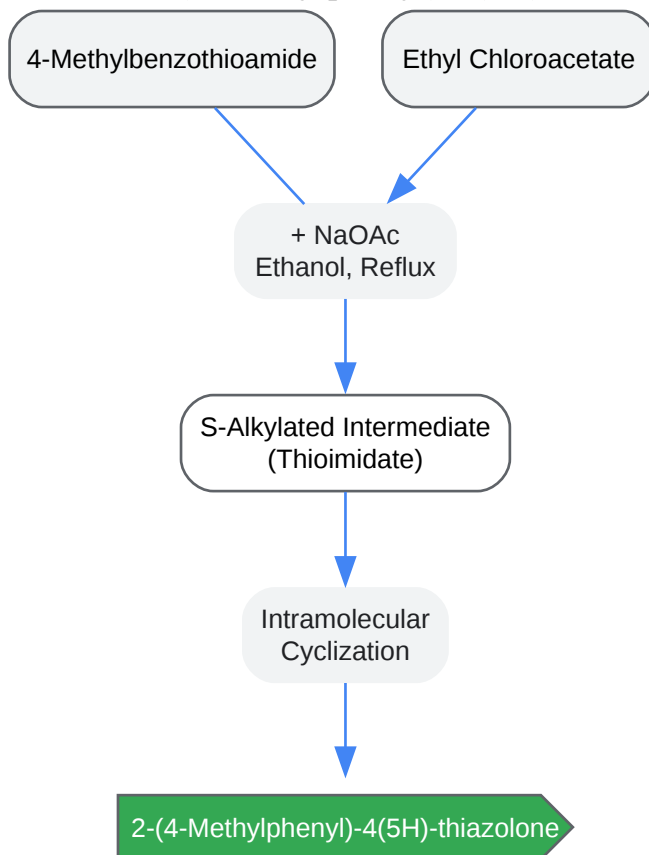 4-Methylbenzothioamide
Ethyl Chloroacetate
+ NaOAc
Ethanol, Reflux
S-Alkylated Intermediate
(Thioimidate)
Intramolecular
Cyclization
2-(4-Methylphenyl)-4(5H)-thiazolone